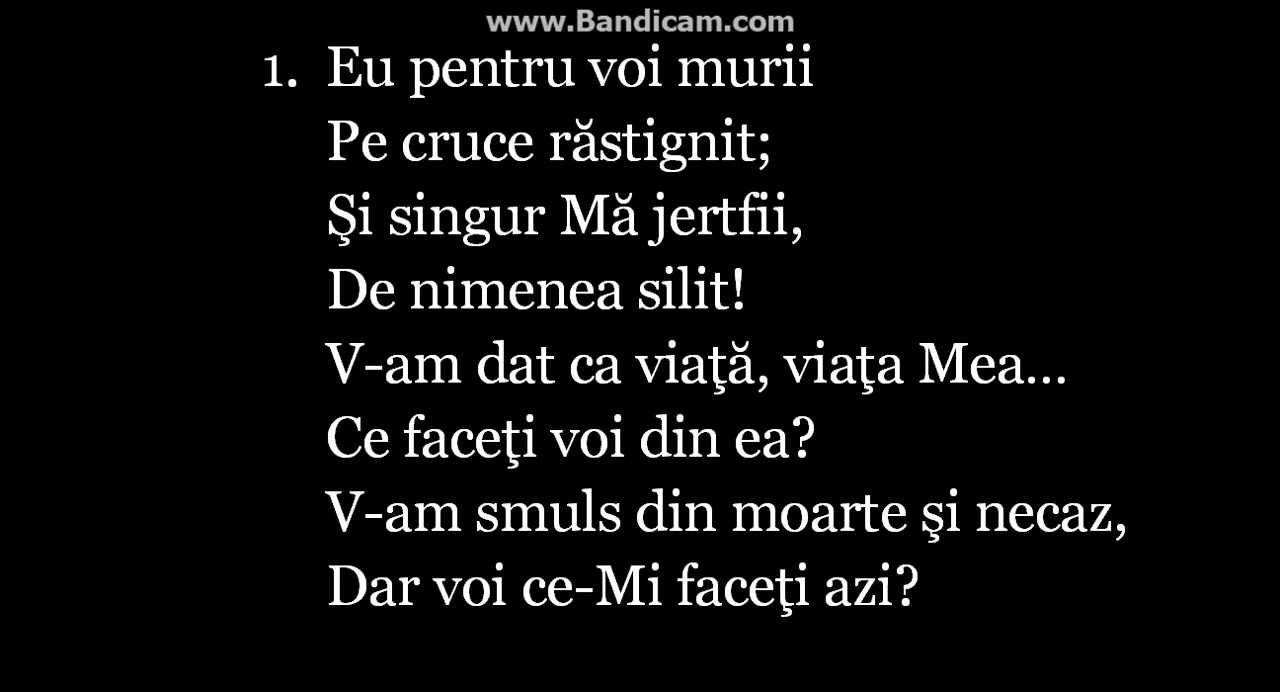 www.Bandicam.com
1. Eu pentru voi murii
Pe cruce răstignit;
Şi singur Mă jertfii,
De nimenea silit!
V-am dat ca viaţă, viaţa Mea...
Ce faceţi voi din ea?
V-am smuls din moarte şi necaz,
Dar voi ce-Mi faceţi azi?